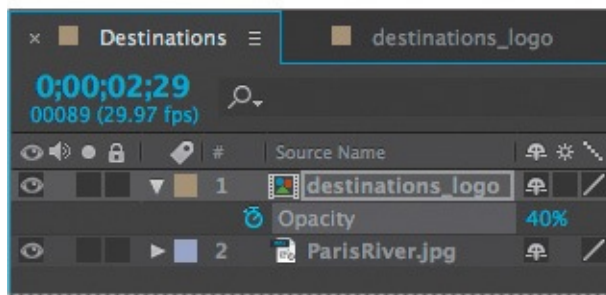 Destinations destinations_logo
0;00;02;29
00089 (29.97 fps)
# Source Name
1 destinations_logo
Opacity 40%
2 ParisRiver.jpg